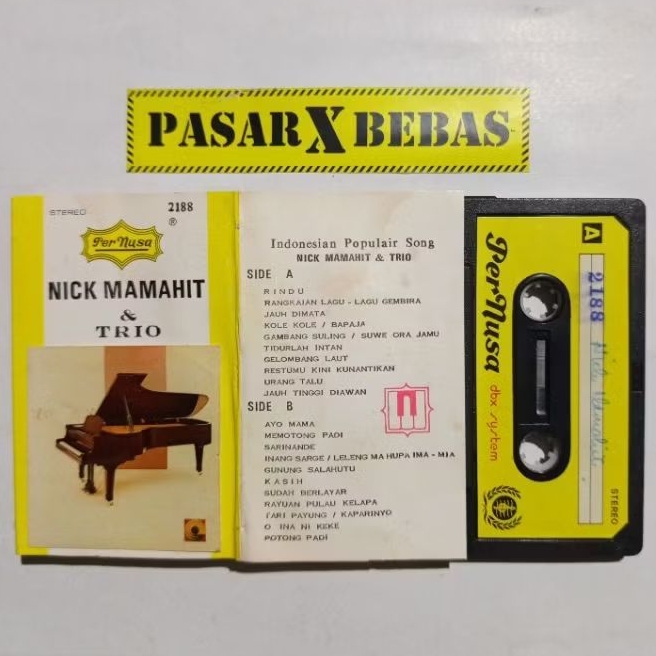 PASAR X BEBAS
STEREO
2188
®
Per Nusa
NICK MAMAHIT
&
TRIO
Indonesian Populair Song
NICK MAMAHIT & TRIO
SIDE A
RINDU
RANGKAIAN LAGU - LAGU GEMBIRA
JAUH DIMATA
KOLE KOLE / BAPAJA
GAMBANG SULING / SUWE ORA JAMU
TIDURLAH INTAN
GELOMBANG LAUT
RESTUMU KINI KUNANTIKAN
URANG TALU
JAUH TINGGI DIAWAN
SIDE B
AYO MAMA
MEMOTONG PADI
SARINANDE
INANG SARGE / LELENG MA HUPA IMA - MIA
GUNUNG SALAHUTU
KASIH
SUDAH BERLAYAR
RAYUAN PULAU KELAPA
TARI PAYUNG / KAPARINYO
O INA NI KEKE
POTONG PADI
n
PerNusa
dbx system
A
2188 Nick Mamahit
STEREO